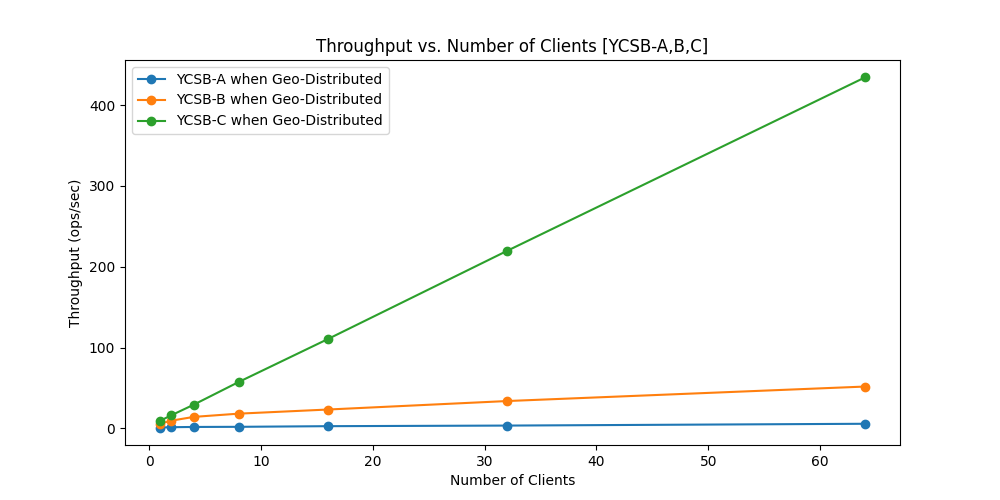 Throughput vs. Number of Clients [YCSB-A,B,C]
YCSB-A when Geo-Distributed
YCSB-B when Geo-Distributed
YCSB-C when Geo-Distributed
Throughput (ops/sec)
400
300
200
100
0
0 10 20 30 40 50 60
Number of Clients